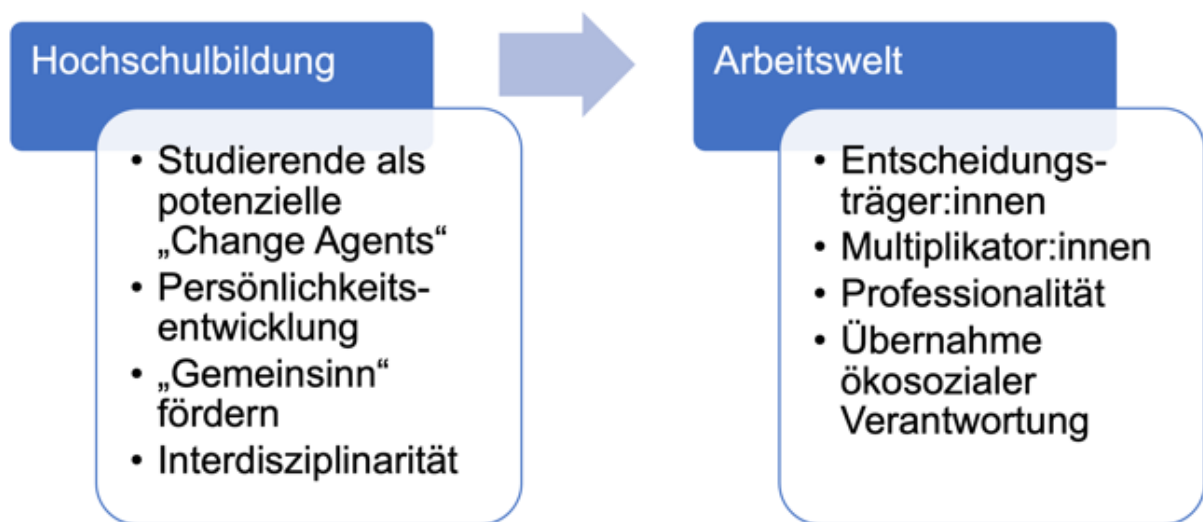 Hochschulbildung
• Studierende als
potenzielle
„Change Agents“
• Persönlichkeits-
entwicklung
• „Gemeinsinn“
fördern
• Interdisziplinarität
Arbeitswelt
• Entscheidungs-
träger:innen
• Multiplikator:innen
• Professionalität
• Übernahme
ökosozialer
Verantwortung